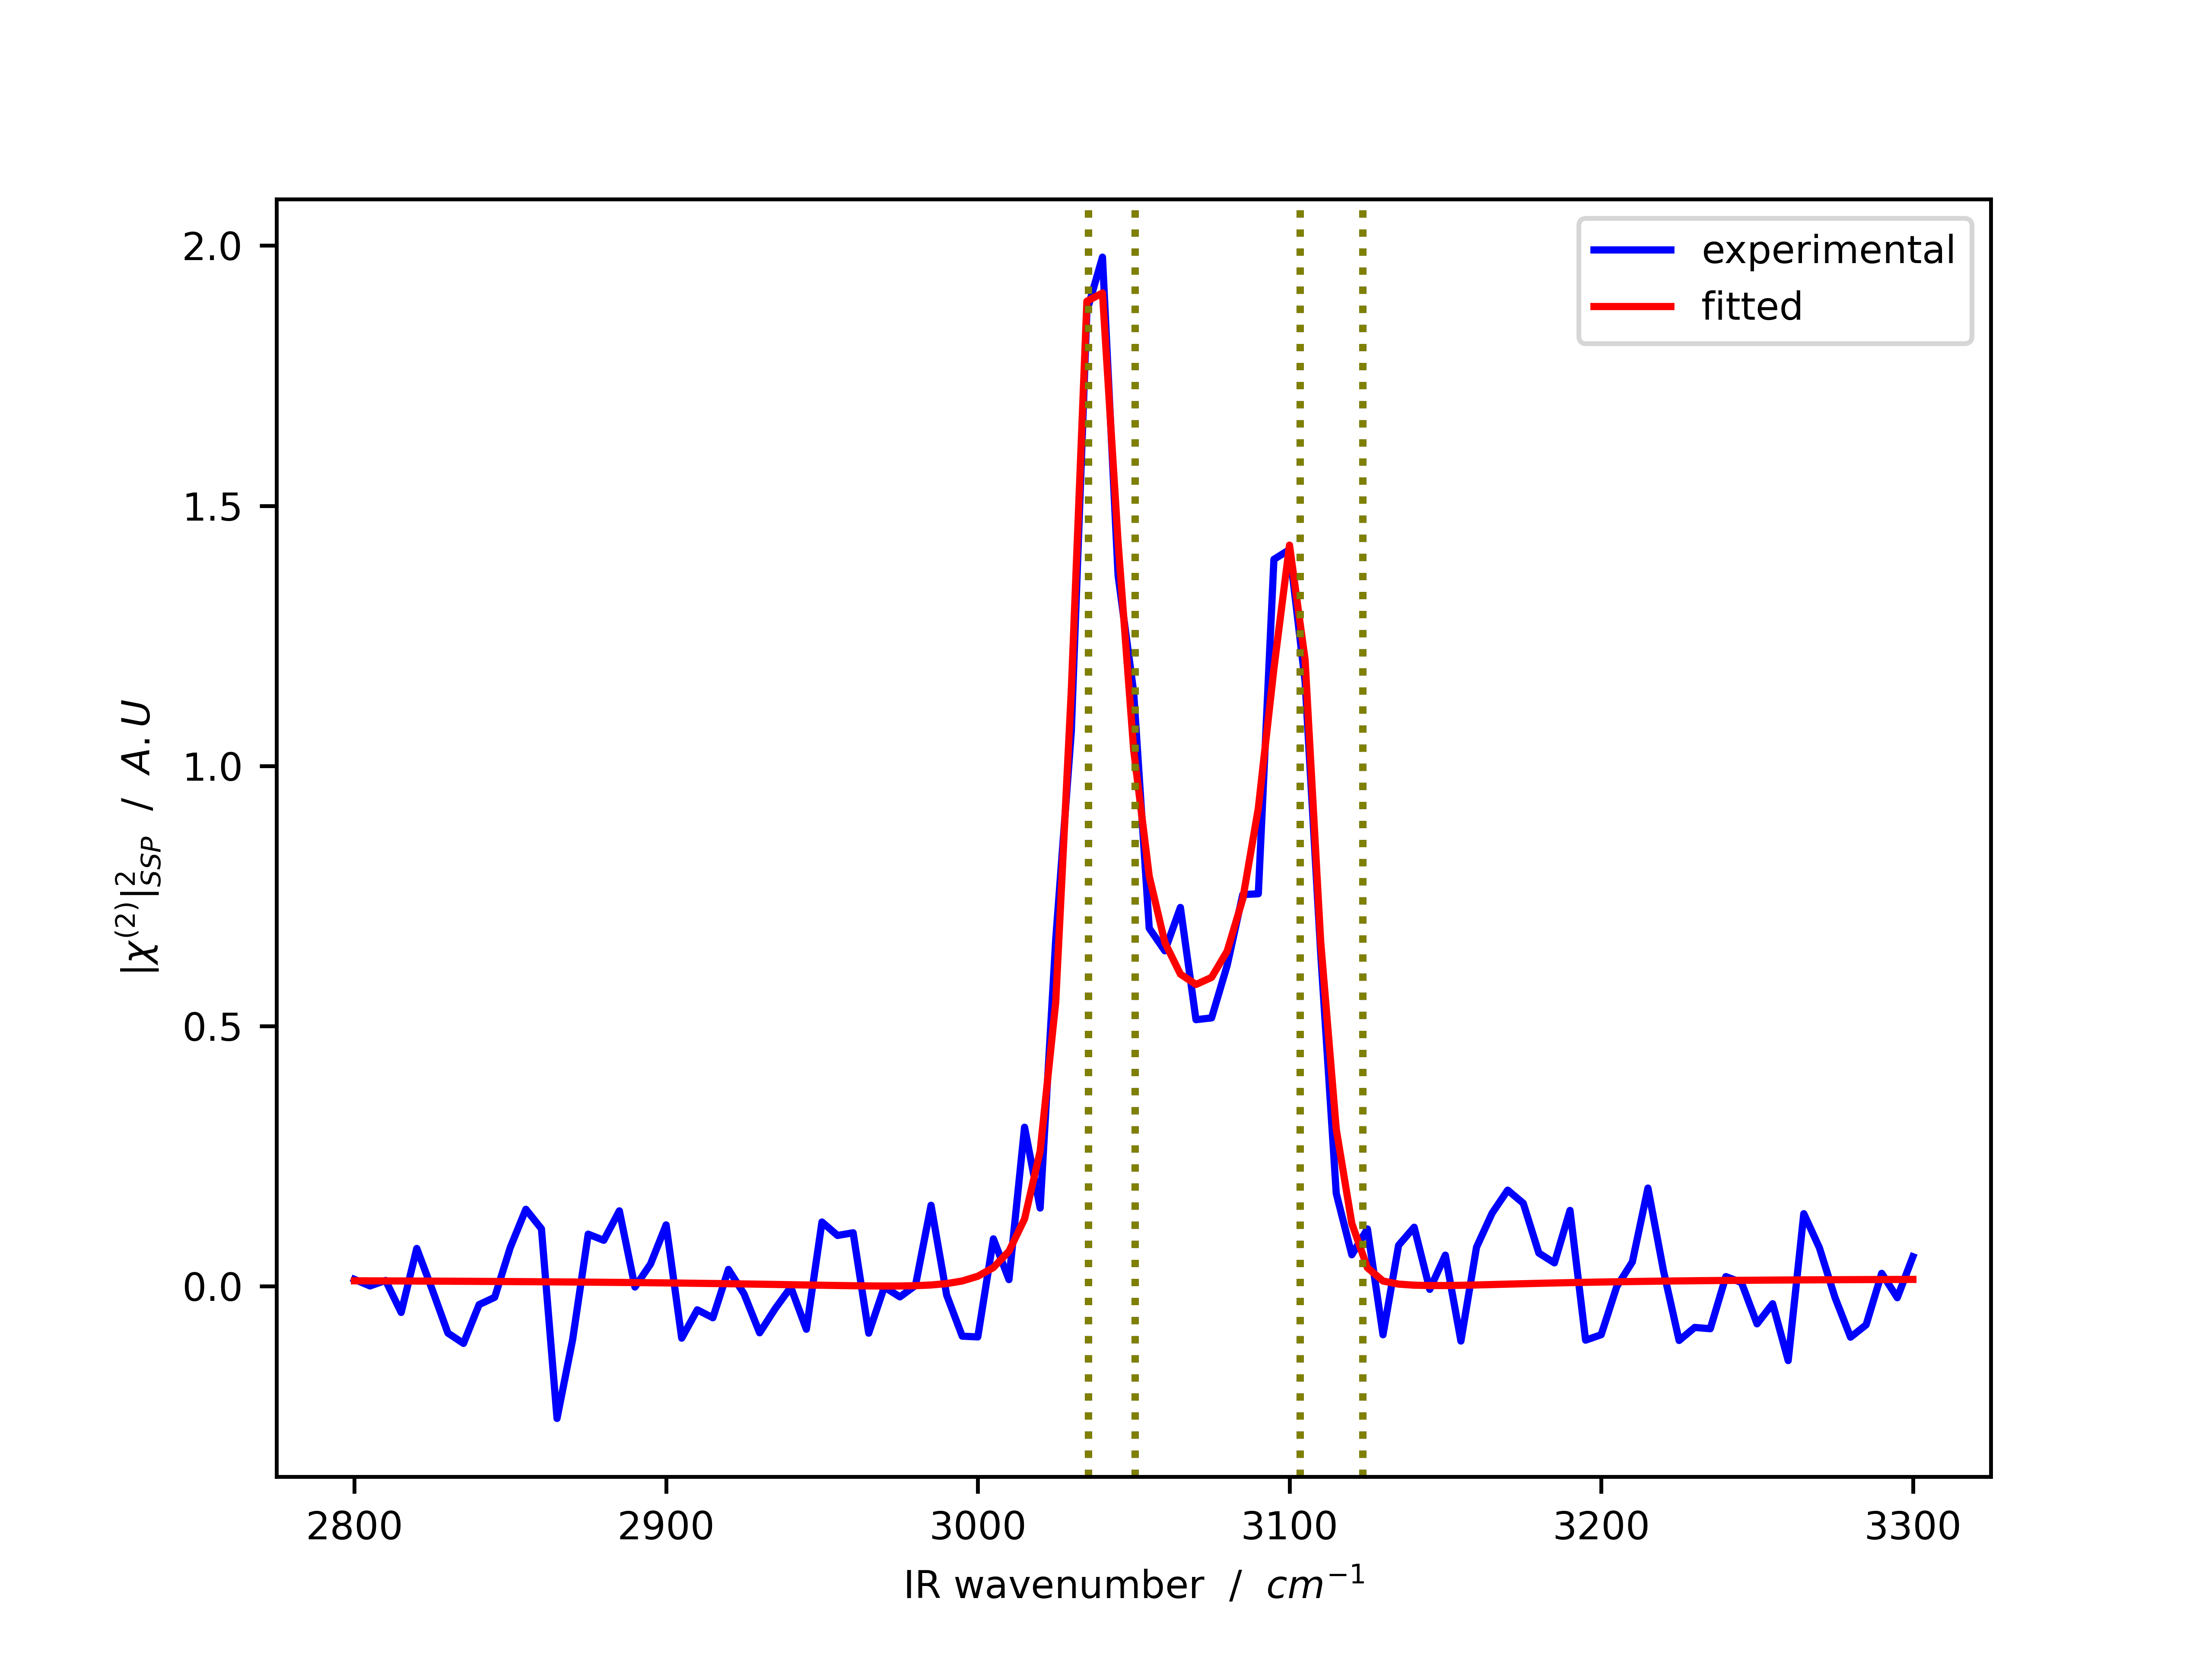 experimental
fitted
2.0
1.5
1.0
0.5
0.0
|χ⁽²⁾|²SSP / A.U
2800 2900 3000 3100 3200 3300
IR wavenumber / cm⁻¹